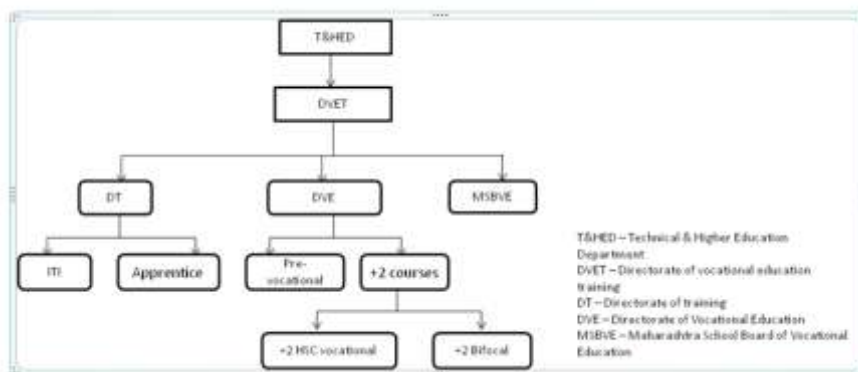 T&HED
DVET
DT
DVE
MSBVE
ITI
Apprentice
Pre-
vocational
+2 courses
+2 HSC vocational
+2 Bifocal
T&HED – Technical & Higher Education
Department
DVET – Directorate of vocational education
training
DT – Directorate of training
DVE – Directorate of Vocational Education
MSBVE – Maharashtra School Board of Vocational
Education